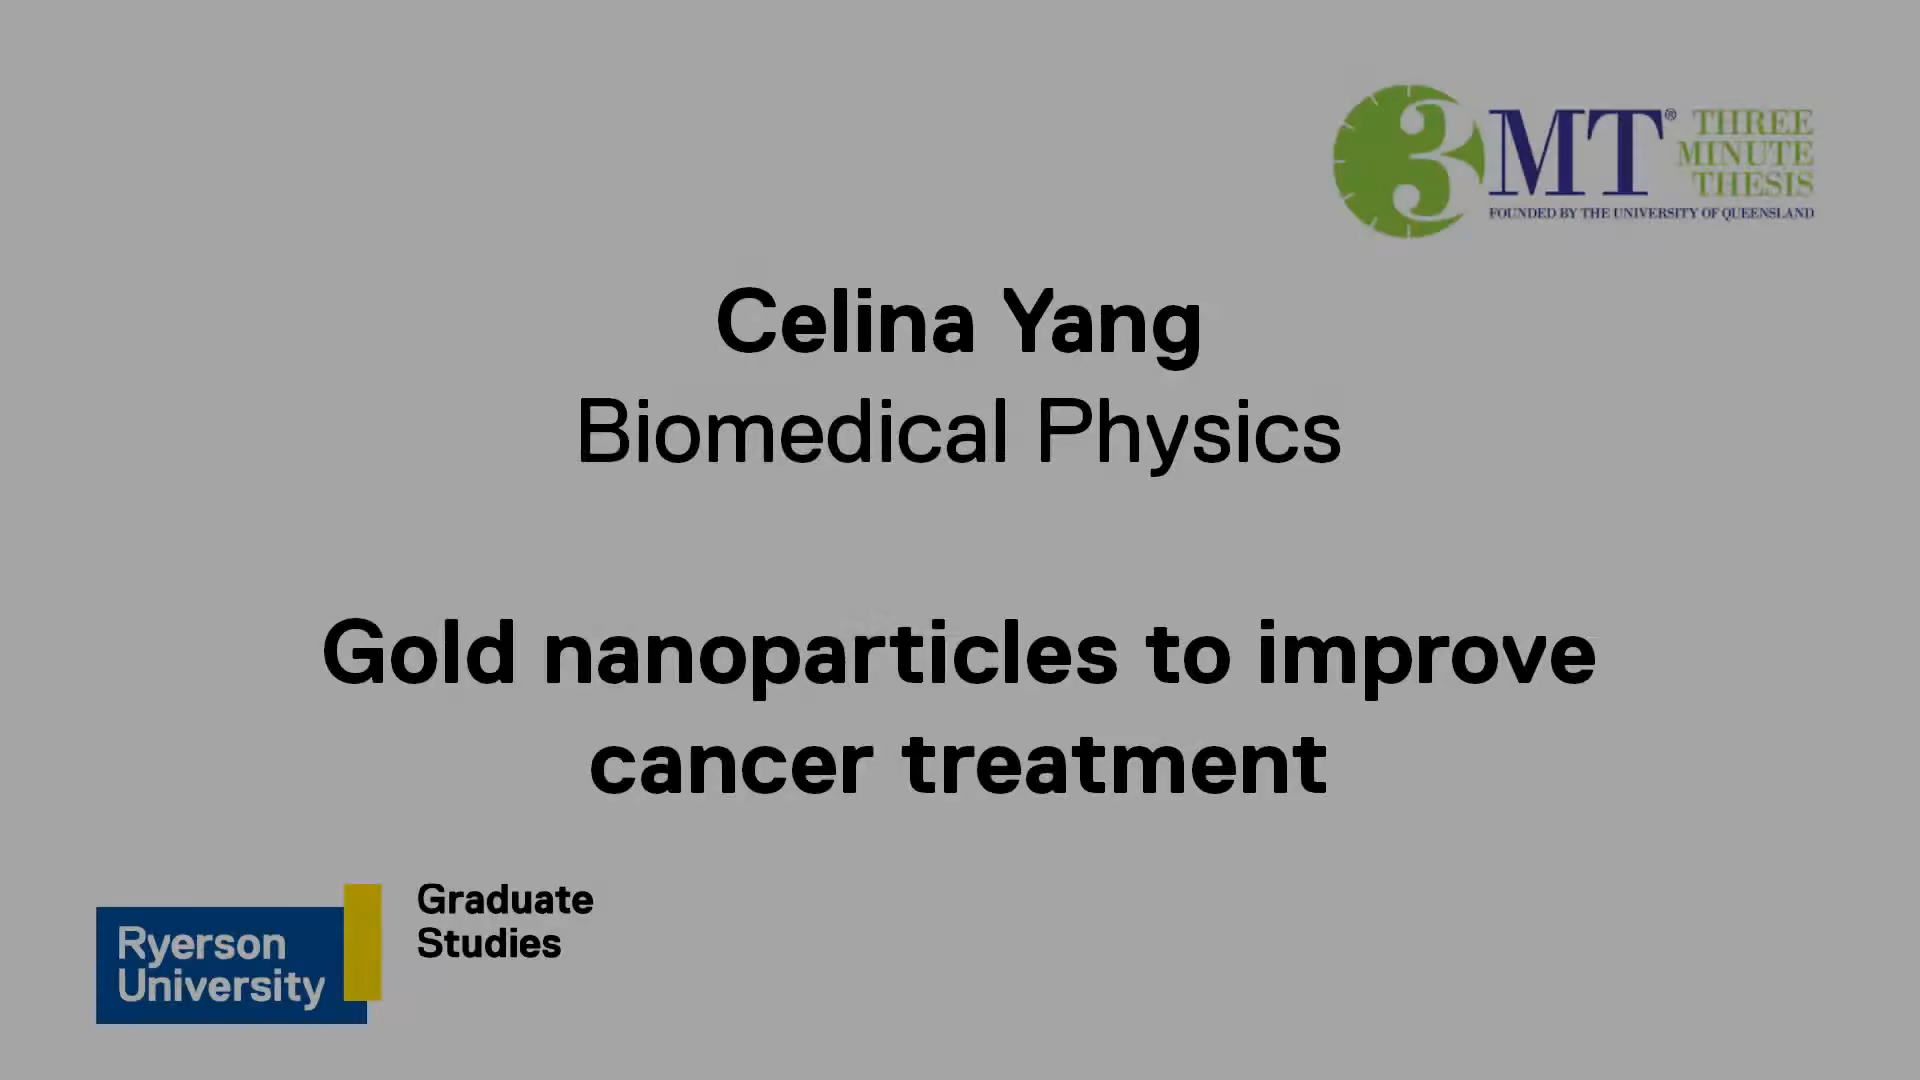 3MT® THREE
MINUTE
THESIS
FOUNDED BY THE UNIVERSITY OF QUEENSLAND
Celina Yang
Biomedical Physics
Gold nanoparticles to improve
cancer treatment
Ryerson
University
Graduate
Studies